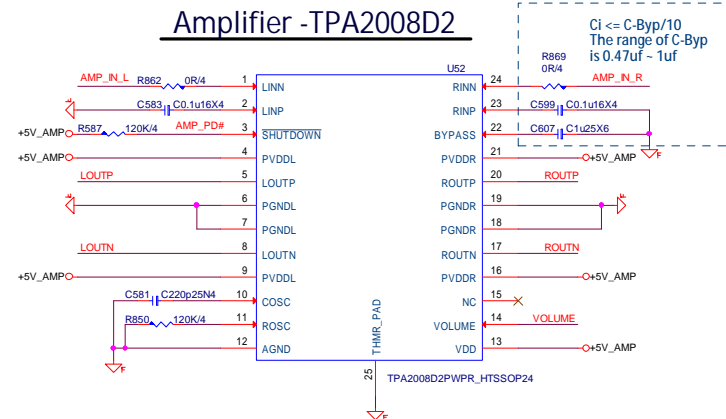 Amplifier -TPA2008D2
Ci <= C-Byp/10
The range of C-Byp
is 0.47uf ~ 1uf
U52
AMP_IN_L R862 0R/4 1 LINN
C583 C0.1u16X4 2 LINP
+5V_AMP R587 120K/4 AMP_PD# 3 SHUTDOWN
+5V_AMP 4 PVDDL
LOUTP 5 LOUTP
6 PGNDL
7 PGNDL
LOUTN 8 LOUTN
+5V_AMP 9 PVDDL
C581 C220p25N4 10 COSC
R850 120K/4 11 ROSC
12 AGND
RINN 24 R869 0R/4 AMP_IN_R
RINP 23 C599 C0.1u16X4
BYPASS 22 C607 C1u25X6
PVDDR 21 +5V_AMP
ROUTP 20 ROUTP
PGNDR 19
PGNDR 18
ROUTN 17 ROUTN
PVDDR 16 +5V_AMP
NC 15
VOLUME 14 VOLUME
VDD 13 +5V_AMP
THMR_PAD
25
TPA2008D2PWPR_HTSSOP24